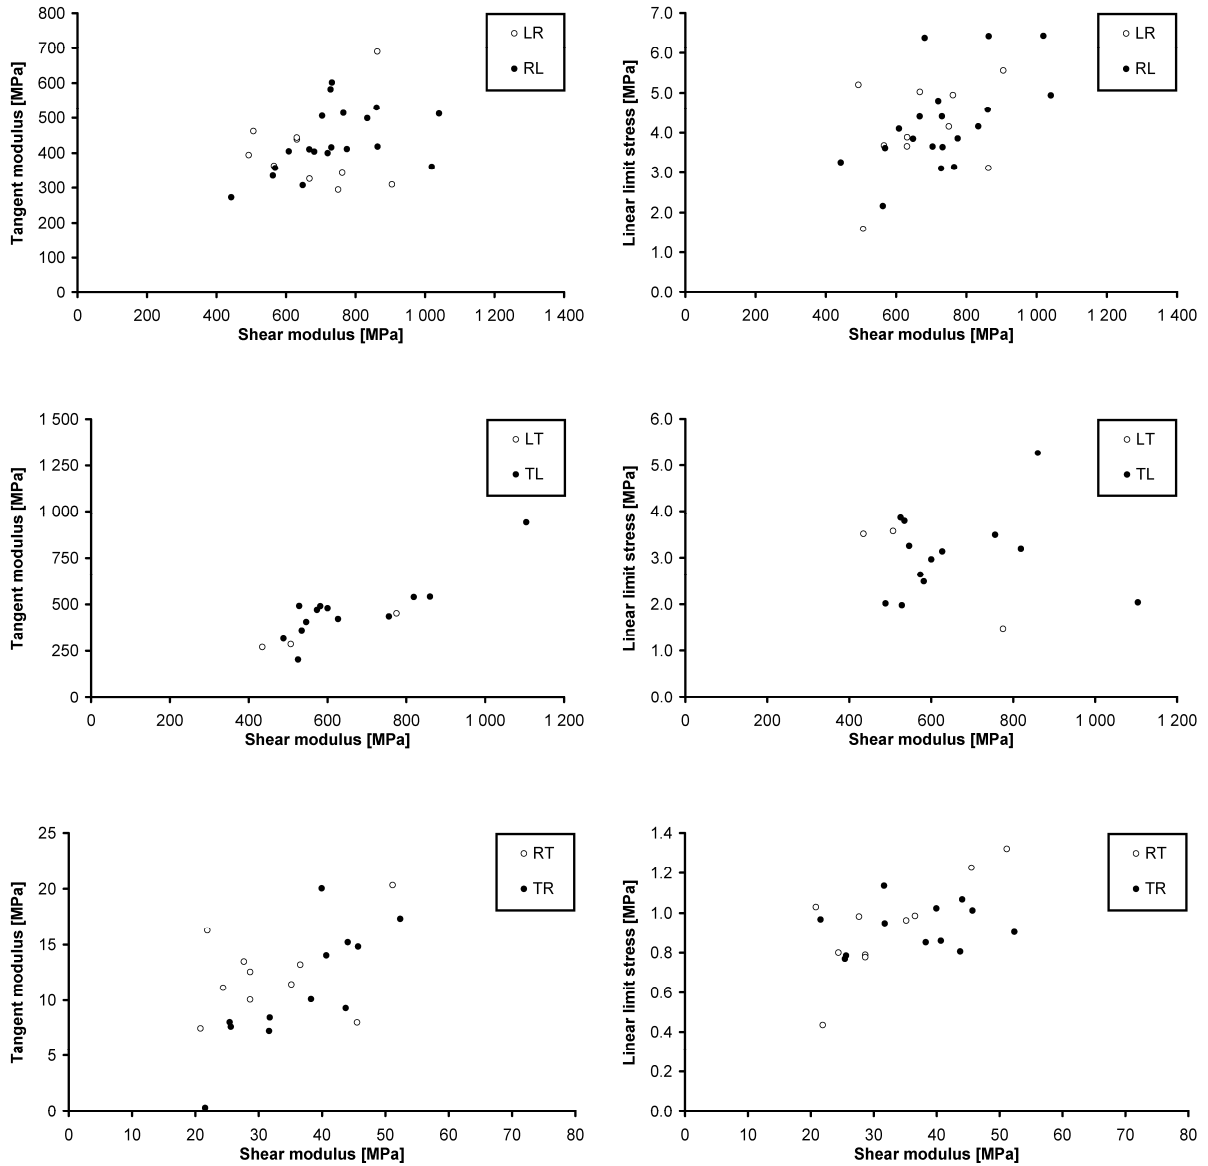 800
700
600
500
400
300
200
100
0
Tangent modulus [MPa]
LR
RL
0 200 400 600 800 1 000 1 200 1 400
Shear modulus [MPa]
7.0
6.0
5.0
4.0
3.0
2.0
1.0
0.0
Linear limit stress [MPa]
LR
RL
0 200 400 600 800 1 000 1 200 1 400
Shear modulus [MPa]
1 500
1 250
1 000
750
500
250
0
Tangent modulus [MPa]
LT
TL
0 200 400 600 800 1 000 1 200
Shear modulus [MPa]
6.0
5.0
4.0
3.0
2.0
1.0
0.0
Linear limit stress [MPa]
LT
TL
0 200 400 600 800 1 000 1 200
Shear modulus [MPa]
25
20
15
10
5
0
Tangent modulus [MPa]
RT
TR
0 10 20 30 40 50 60 70 80
Shear modulus [MPa]
1.4
1.2
1.0
0.8
0.6
0.4
0.2
0.0
Linear limit stress [MPa]
RT
TR
0 10 20 30 40 50 60 70 80
Shear modulus [MPa]